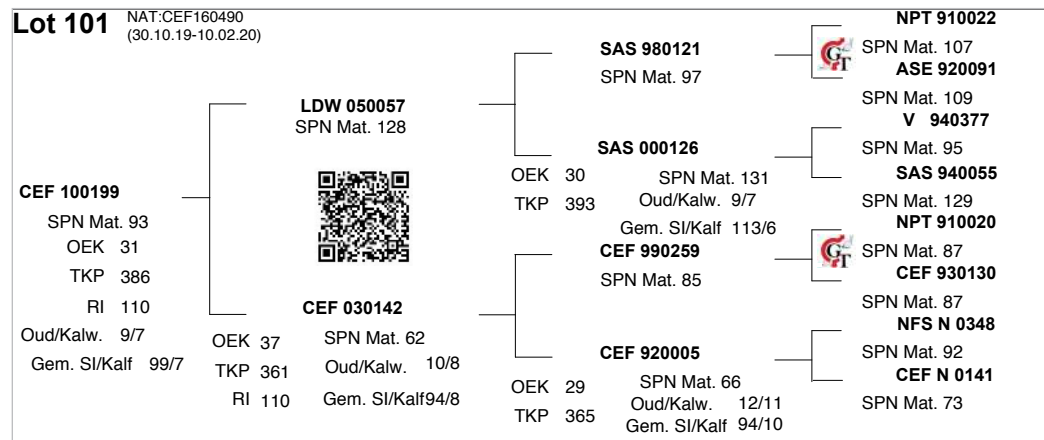 Lot 101 NAT:CEF160490
(30.10.19-10.02.20)
CEF 100199
SPN Mat. 93
OEK 31
TKP 386
RI 110
Oud/Kalw. 9/7
Gem. SI/Kalf 99/7
LDW 050057
SPN Mat. 128
CEF 030142
OEK 37 SPN Mat. 62
TKP 361 Oud/Kalw. 10/8
RI 110 Gem. SI/Kalf94/8
SAS 980121
SPN Mat. 97
SAS 000126
OEK 30 SPN Mat. 131
TKP 393 Oud/Kalw. 9/7
Gem. SI/Kalf 113/6
CEF 990259
SPN Mat. 85
CEF 920005
OEK 29 SPN Mat. 66
TKP 365 Oud/Kalw. 12/11
Gem. SI/Kalf 94/10
NPT 910022
GT SPN Mat. 107
ASE 920091
SPN Mat. 109
V 940377
SPN Mat. 95
SAS 940055
SPN Mat. 129
NPT 910020
GT SPN Mat. 87
CEF 930130
SPN Mat. 87
NFS N 0348
SPN Mat. 92
CEF N 0141
SPN Mat. 73